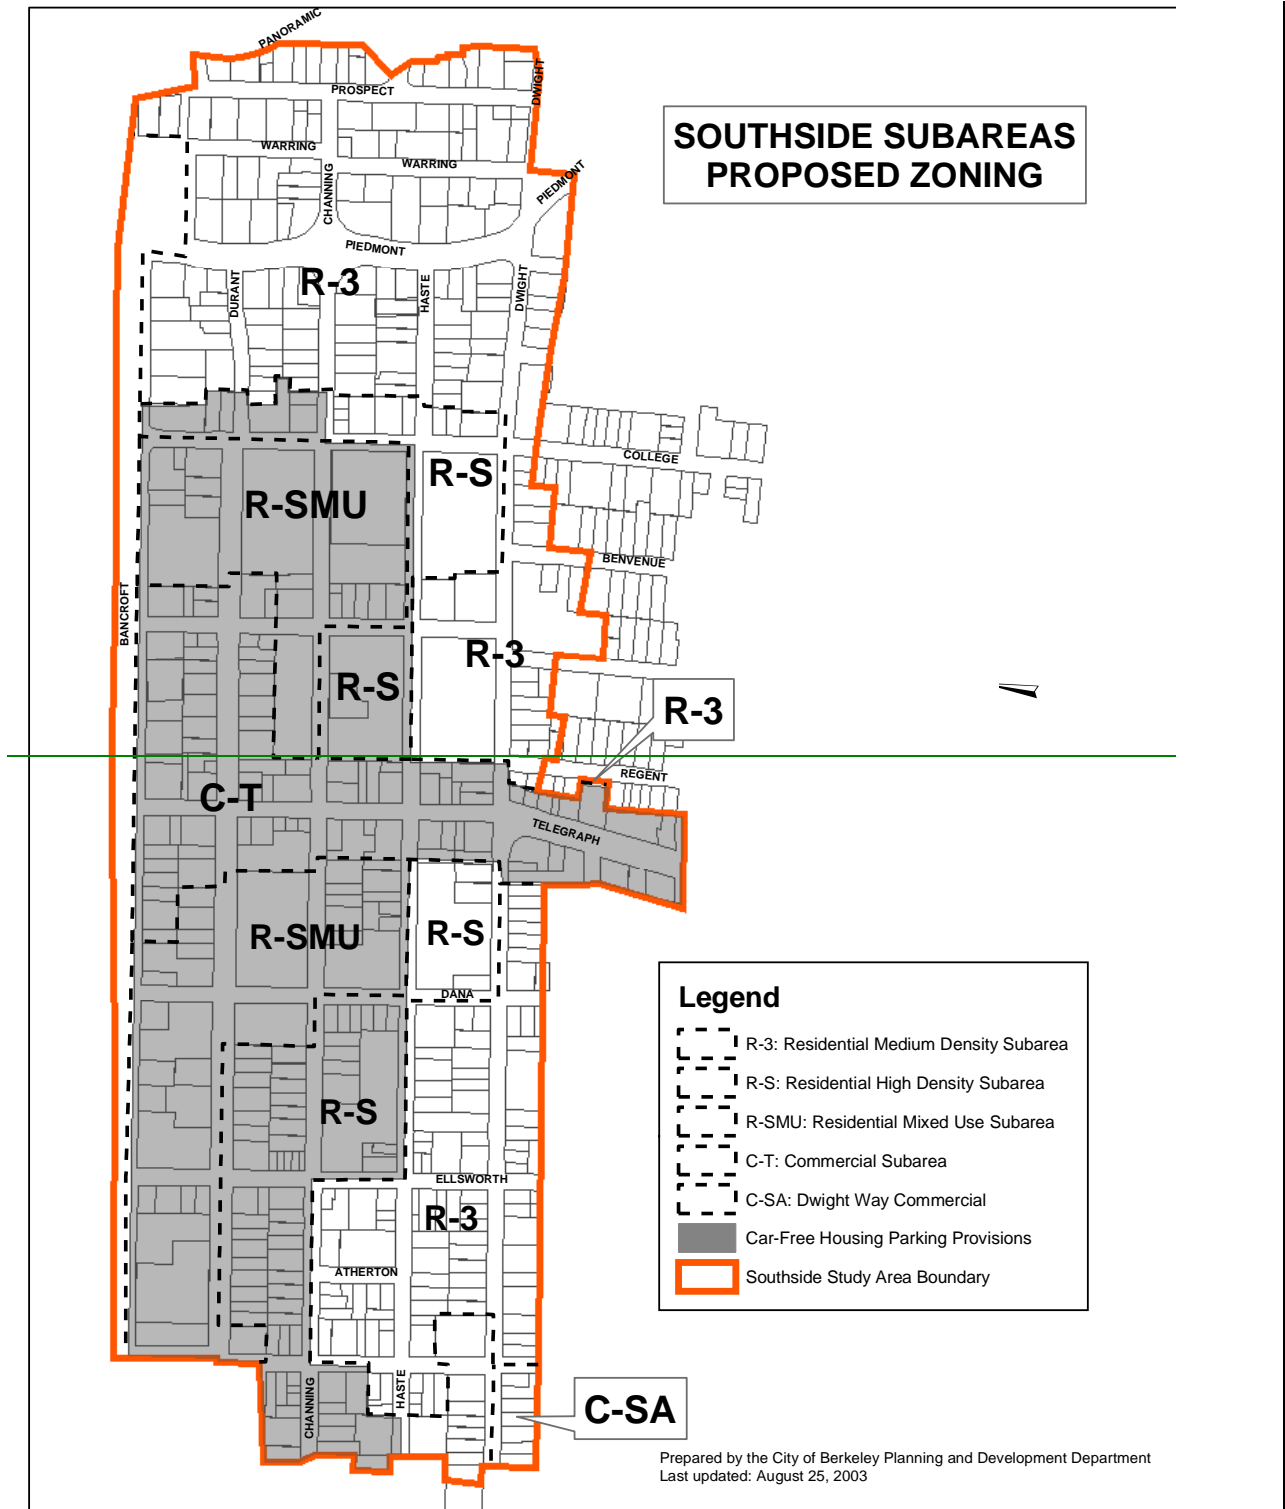 PANORAMIC
PROSPECT
DWIGHT
SOUTHSIDE SUBAREAS
PROPOSED ZONING
WARRING
WARRING
CHANNING
PIEDMONT
PIEDMONT
R-3
DURANT
HASTE
DWIGHT
COLLEGE
R-S
R-SMU
BENVENUE
BANCROFT
R-3
R-S
R-3
REGENT
C-T
TELEGRAPH
R-SMU
R-S
DANA
Legend
R-3: Residential Medium Density Subarea
R-S: Residential High Density Subarea
R-SMU: Residential Mixed Use Subarea
C-T: Commercial Subarea
C-SA: Dwight Way Commercial
Car-Free Housing Parking Provisions
Southside Study Area Boundary
R-S
ELLSWORTH
R-3
ATHERTON
CHANNING
HASTE
C-SA
Prepared by the City of Berkeley Planning and Development Department
Last updated: August 25, 2003